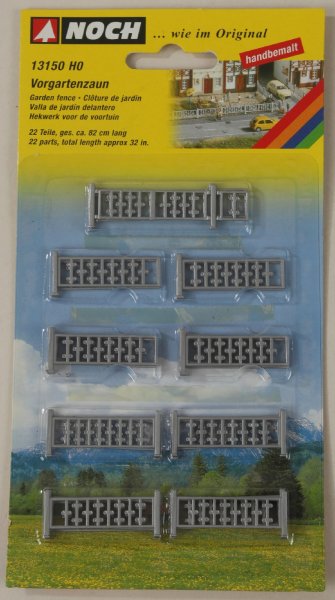 NOCH
... wie im Original
13150 H0
handbemalt
Vorgartenzaun
Garden fence • Clôture de jardin
Valla de jardín delantero
Hekwerk voor de voortuin
22 Teile, ges. ca. 82 cm lang
22 parts, total length approx 32 in.